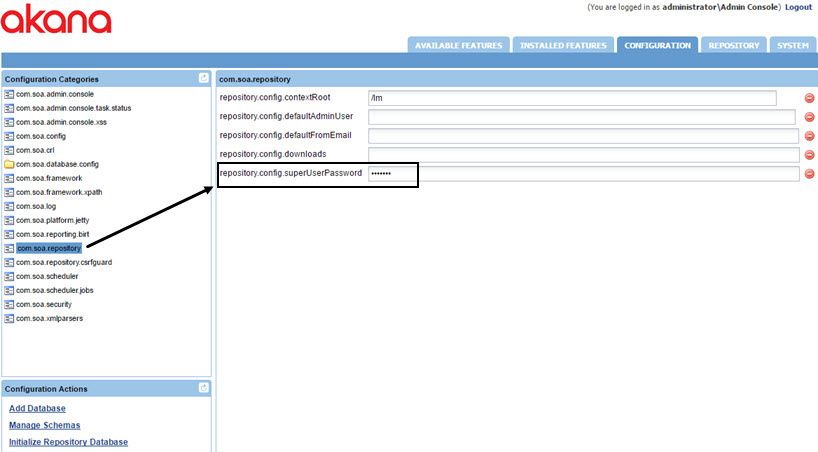 akana
(You are logged in as administrator\Admin Console) Logout
AVAILABLE FEATURES INSTALLED FEATURES CONFIGURATION REPOSITORY SYSTEM
Configuration Categories
com.soa.admin.console
com.soa.admin.console.task.status
com.soa.admin.console.xss
com.soa.config
com.soa.crl
com.soa.database.config
com.soa.framework
com.soa.framework.xpath
com.soa.log
com.soa.platform.jetty
com.soa.reporting.birt
com.soa.repository
com.soa.repository.csrfguard
com.soa.scheduler
com.soa.scheduler.jobs
com.soa.security
com.soa.xmlparsers
Configuration Actions
Add Database
Manage Schemas
Initialize Repository Database
com.soa.repository
repository.config.contextRoot /lm
repository.config.defaultAdminUser
repository.config.defaultFromEmail
repository.config.downloads
repository.config.superUserPassword •••••••